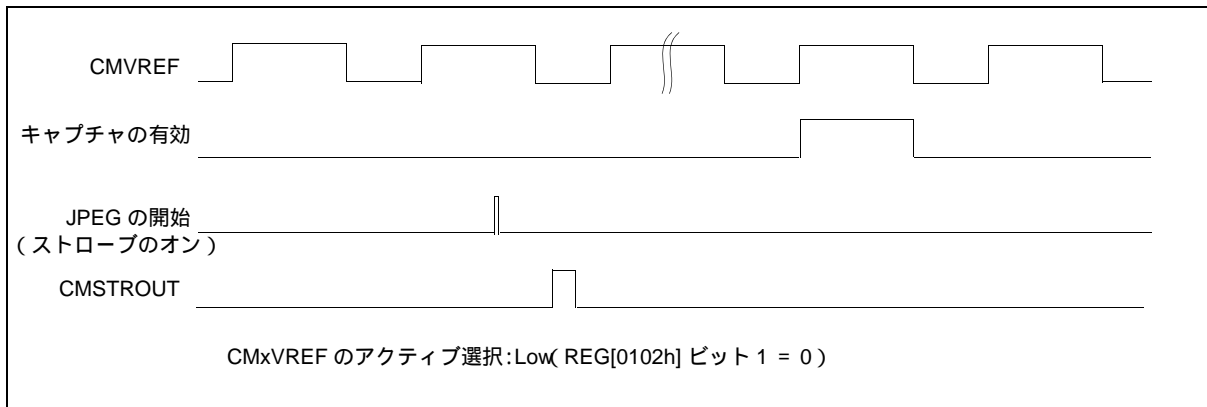 CMVREF
キャプチャの有効
JPEG の開始
(ストローブのオン)
CMSTROUT
CMxVREF のアクティブ選択:Low( REG[0102h] ビット 1 = 0 )